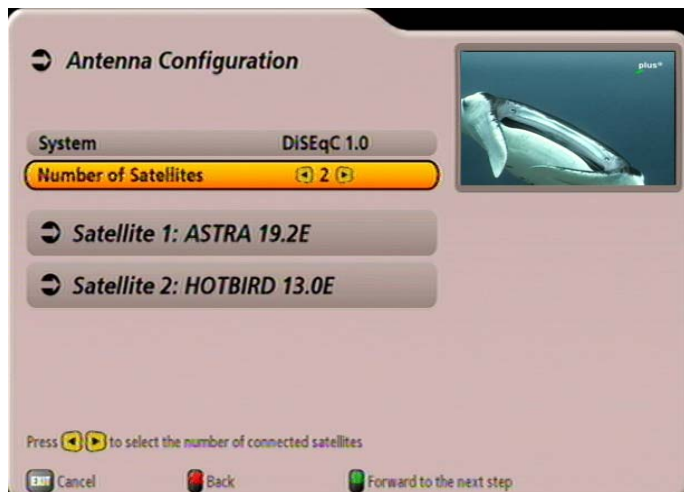 Antenna Configuration
plus
System DiSEqC 1.0
Number of Satellites 2
Satellite 1: ASTRA 19.2E
Satellite 2: HOTBIRD 13.0E
Press to select the number of connected satellites
EXIT Cancel Back Forward to the next step